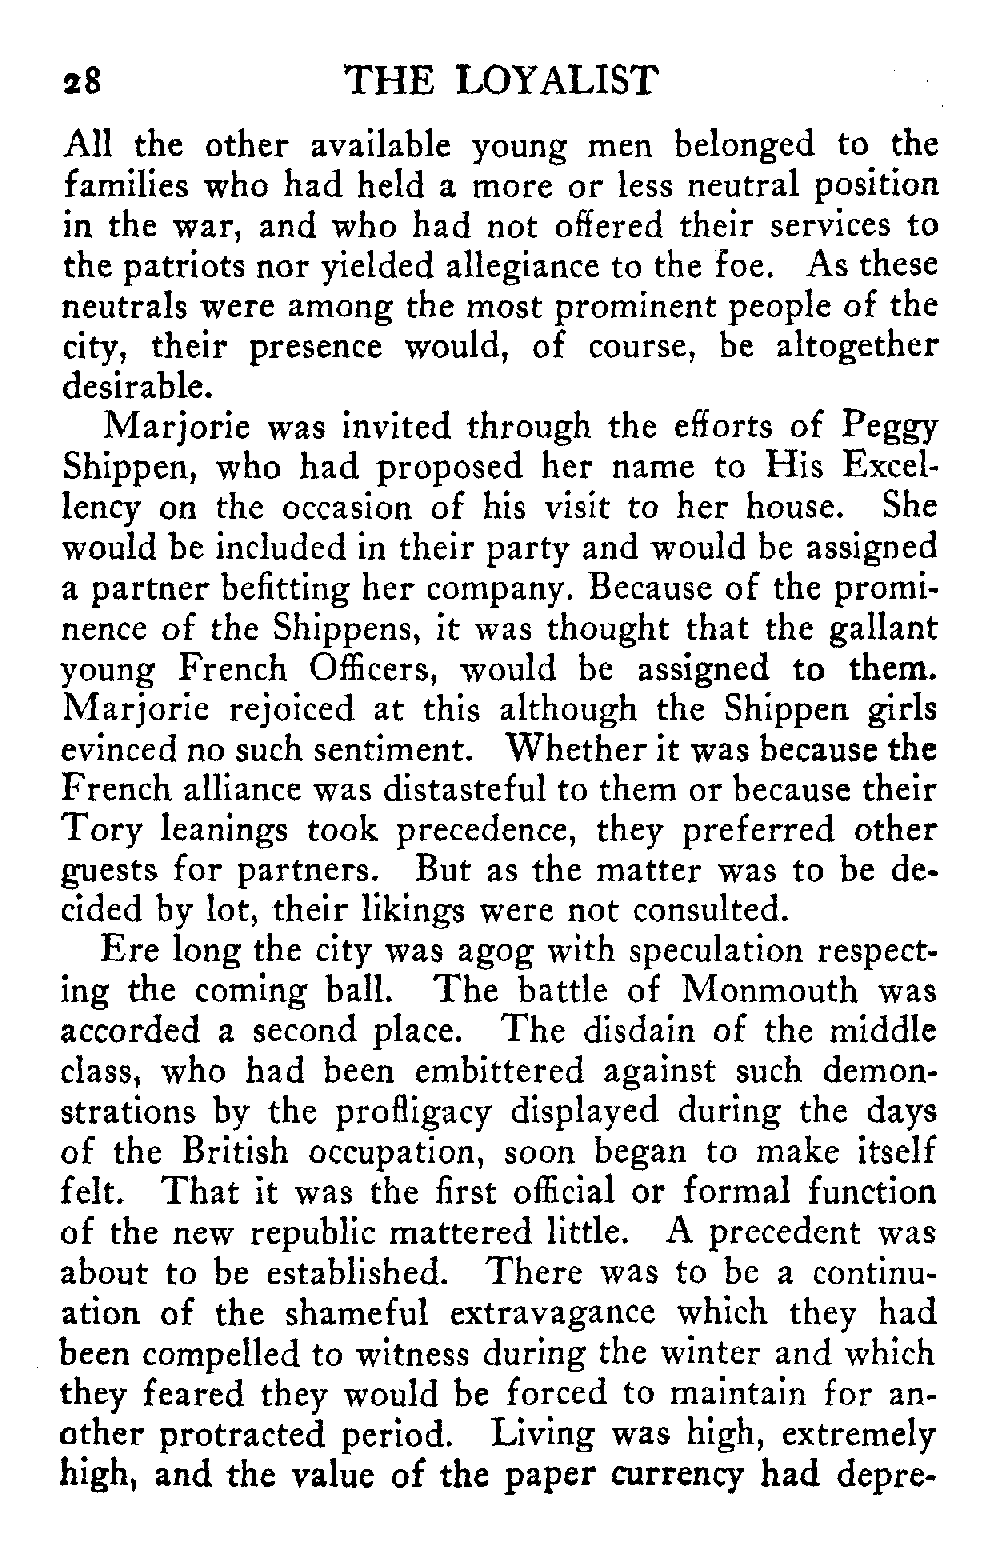 28 THE LOYALIST
All the other available young men belonged to the
families who had held a more or less neutral position
in the war, and who had not offered their services to
the patriots nor yielded allegiance to the foe. As these
neutrals were among the most prominent people of the
city, their presence would, of course, be altogether
desirable.
Marjorie was invited through the efforts of Peggy
Shippen, who had proposed her name to His Excel-
lency on the occasion of his visit to her house. She
would be included in their party and would be assigned
a partner befitting her company. Because of the promi-
nence of the Shippens, it was thought that the gallant
young French Officers, would be assigned to them.
Marjorie rejoiced at this although the Shippen girls
evinced no such sentiment. Whether it was because the
French alliance was distasteful to them or because their
Tory leanings took precedence, they preferred other
guests for partners. But as the matter was to be de-
cided by lot, their likings were not consulted.
Ere long the city was agog with speculation respect-
ing the coming ball. The battle of Monmouth was
accorded a second place. The disdain of the middle
class, who had been embittered against such demon-
strations by the profligacy displayed during the days
of the British occupation, soon began to make itself
felt. That it was the first official or formal function
of the new republic mattered little. A precedent was
about to be established. There was to be a continu-
ation of the shameful extravagance which they had
been compelled to witness during the winter and which
they feared they would be forced to maintain for an-
other protracted period. Living was high, extremely
high, and the value of the paper currency had depre-